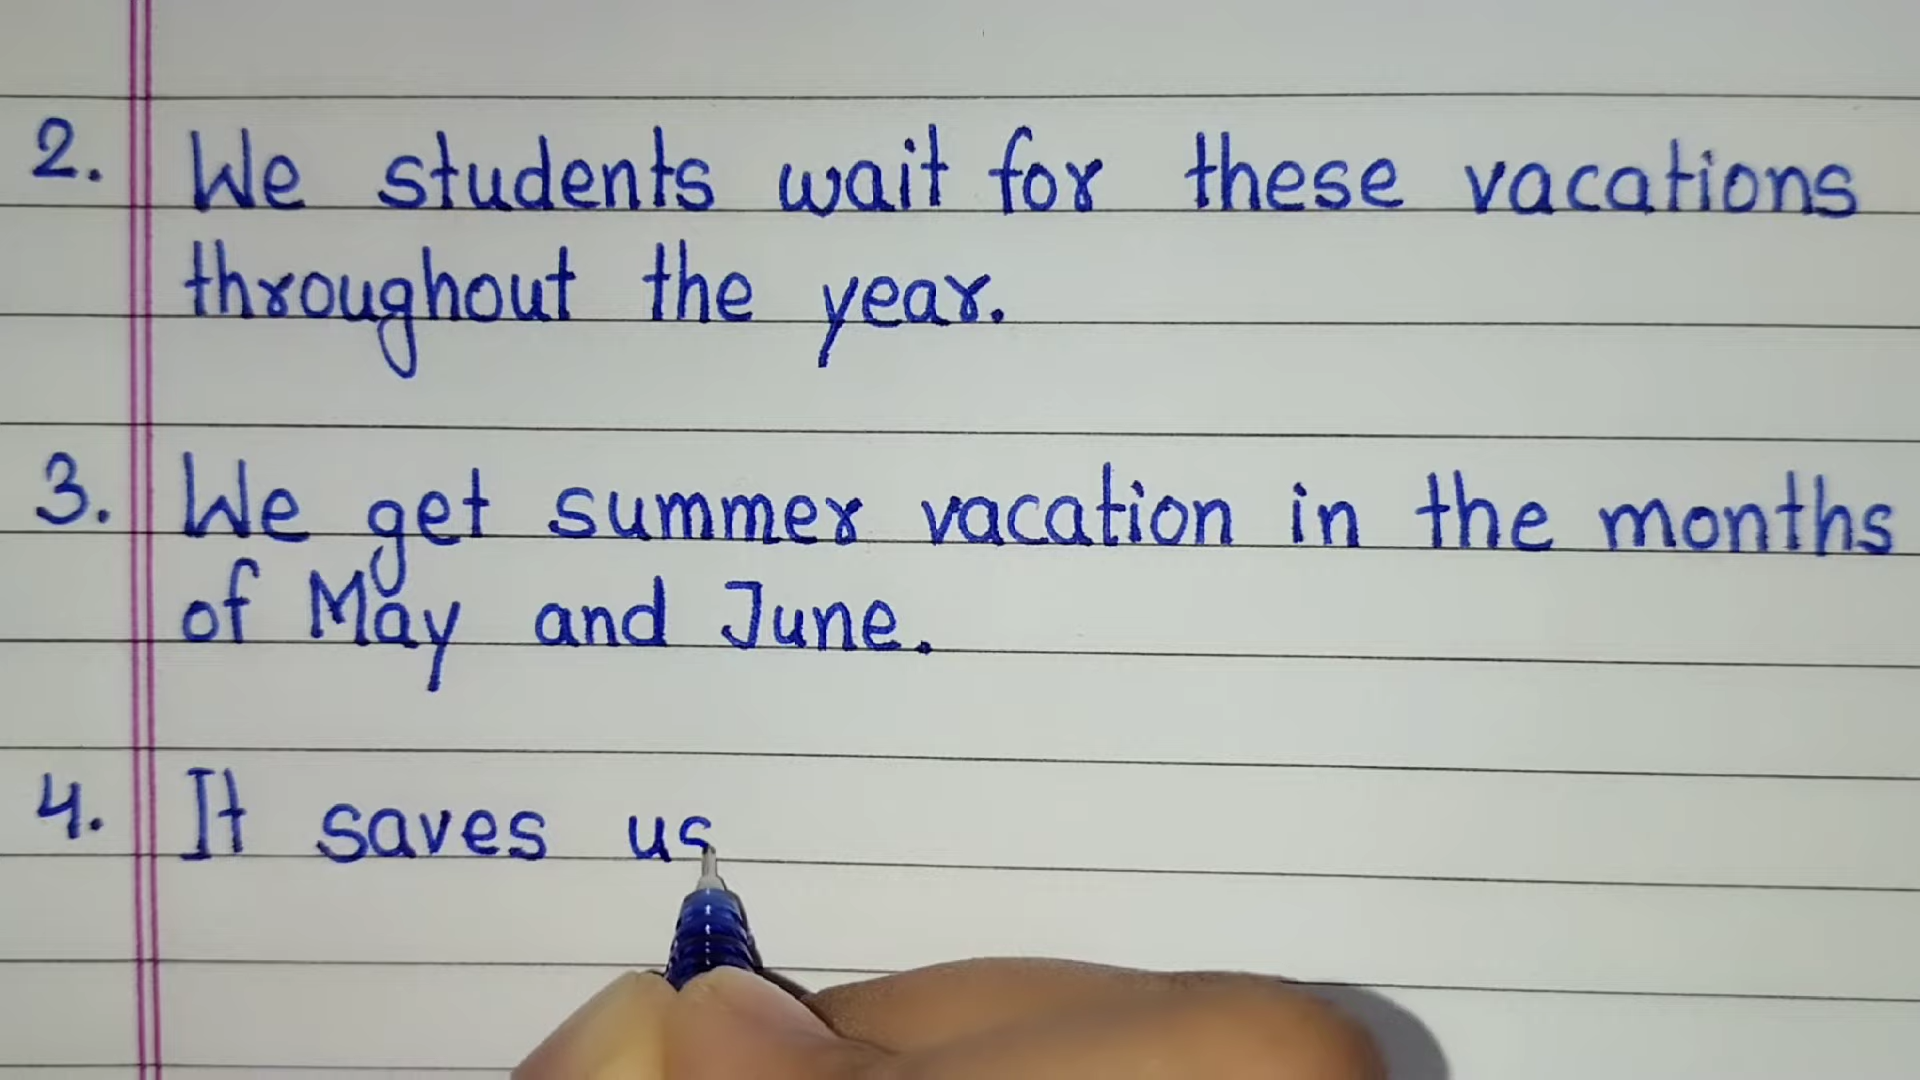 2. We students wait for these vacations
throughout the year.
3. We get summer vacation in the months
of May and June.
4. It saves us